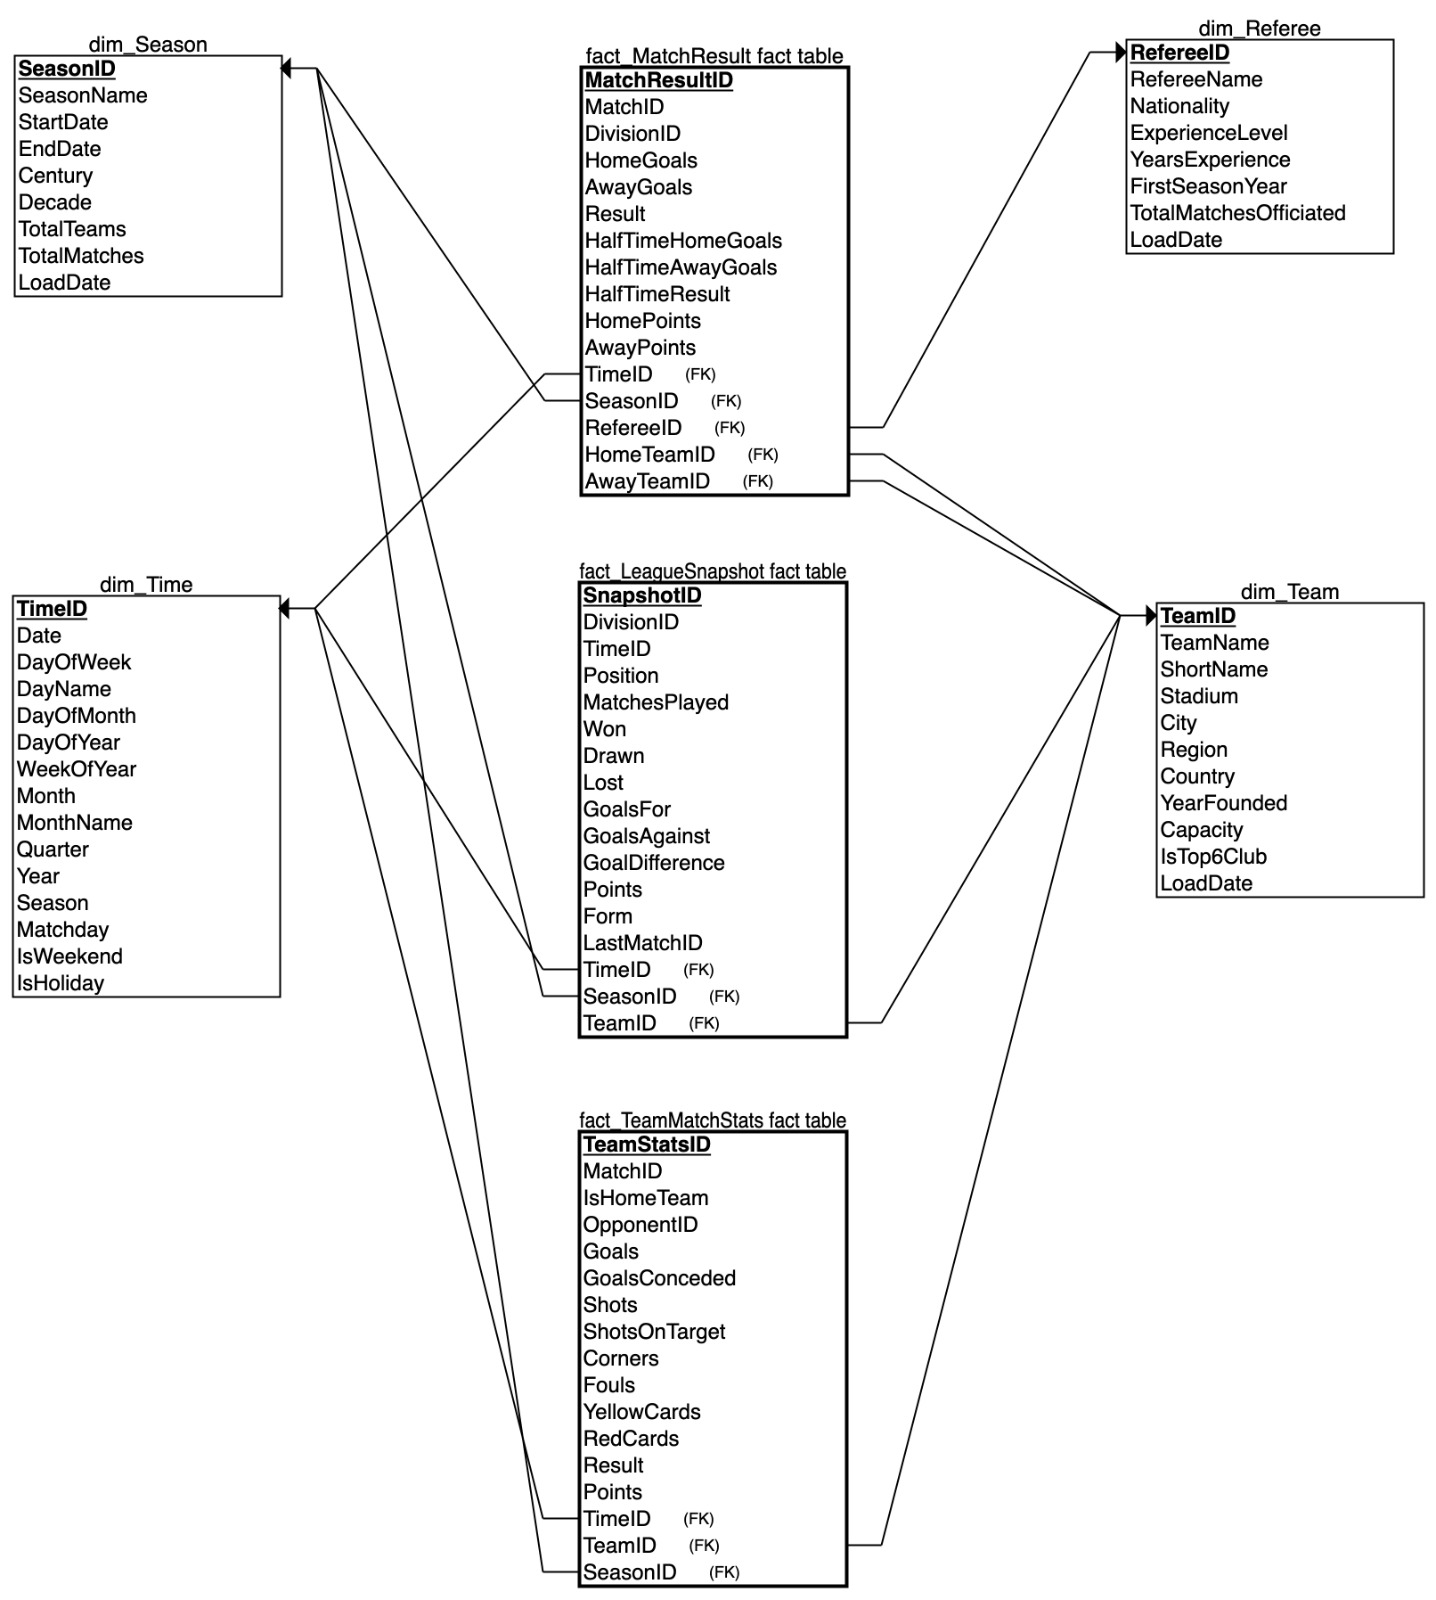 dim_Season
SeasonID
SeasonName
StartDate
EndDate
Century
Decade
TotalTeams
TotalMatches
LoadDate
fact_MatchResult fact table
MatchResultID
MatchID
DivisionID
HomeGoals
AwayGoals
Result
HalfTimeHomeGoals
HalfTimeAwayGoals
HalfTimeResult
HomePoints
AwayPoints
TimeID (FK)
SeasonID (FK)
RefereeID (FK)
HomeTeamID (FK)
AwayTeamID (FK)
dim_Referee
RefereeID
RefereeName
Nationality
ExperienceLevel
YearsExperience
FirstSeasonYear
TotalMatchesOfficiated
LoadDate
dim_Time
TimeID
Date
DayOfWeek
DayName
DayOfMonth
DayOfYear
WeekOfYear
Month
MonthName
Quarter
Year
Season
Matchday
IsWeekend
IsHoliday
fact_LeagueSnapshot fact table
SnapshotID
DivisionID
TimeID
Position
MatchesPlayed
Won
Drawn
Lost
GoalsFor
GoalsAgainst
GoalDifference
Points
Form
LastMatchID
TimeID (FK)
SeasonID (FK)
TeamID (FK)
dim_Team
TeamID
TeamName
ShortName
Stadium
City
Region
Country
YearFounded
Capacity
IsTop6Club
LoadDate
fact_TeamMatchStats fact table
TeamStatsID
MatchID
IsHomeTeam
OpponentID
Goals
GoalsConceded
Shots
ShotsOnTarget
Corners
Fouls
YellowCards
RedCards
Result
Points
TimeID (FK)
TeamID (FK)
SeasonID (FK)